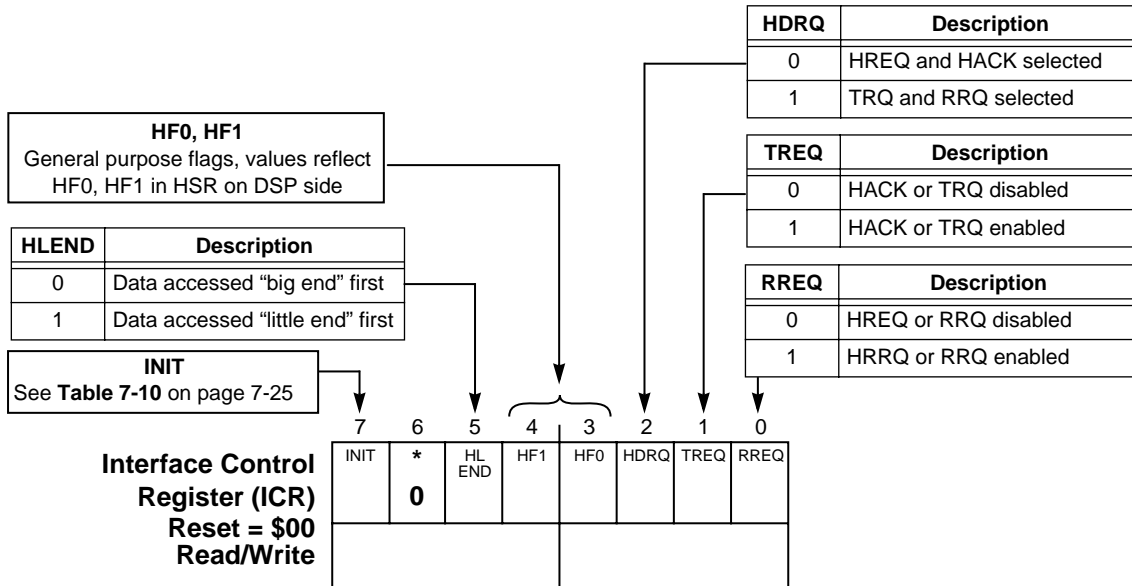 HDRQ Description
0 HREQ and HACK selected
1 TRQ and RRQ selected
HF0, HF1
General purpose flags, values reflect
HF0, HF1 in HSR on DSP side
TREQ Description
0 HACK or TRQ disabled
1 HACK or TRQ enabled
HLEND Description
0 Data accessed “big end” first
1 Data accessed “little end” first
RREQ Description
0 HREQ or RRQ disabled
1 HRRQ or RRQ enabled
INIT
See Table 7-10 on page 7-25
7 6 5 4 3 2 1 0
INIT * HL END HF1 HF0 HDRQ TREQ RREQ
0
Interface Control
Register (ICR)
Reset = $00
Read/Write